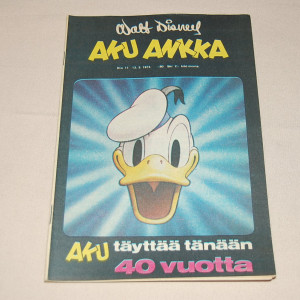 Walt Disney
AKU ANKKA
AKU täyttää tänään
40 vuotta